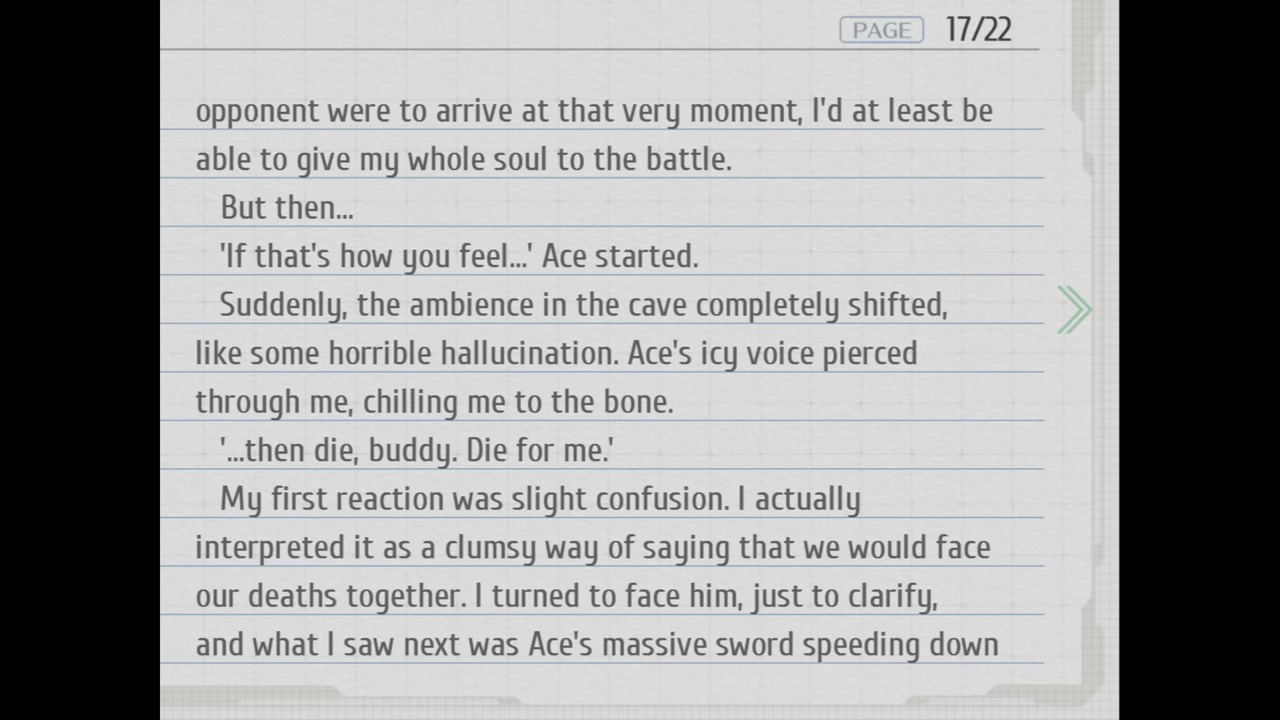 PAGE 17/22
opponent were to arrive at that very moment, I'd at least be
able to give my whole soul to the battle.
But then...
'If that's how you feel...' Ace started.
Suddenly, the ambience in the cave completely shifted,
like some horrible hallucination. Ace's icy voice pierced
through me, chilling me to the bone.
'...then die, buddy. Die for me.'
My first reaction was slight confusion. I actually
interpreted it as a clumsy way of saying that we would face
our deaths together. I turned to face him, just to clarify,
and what I saw next was Ace's massive sword speeding down